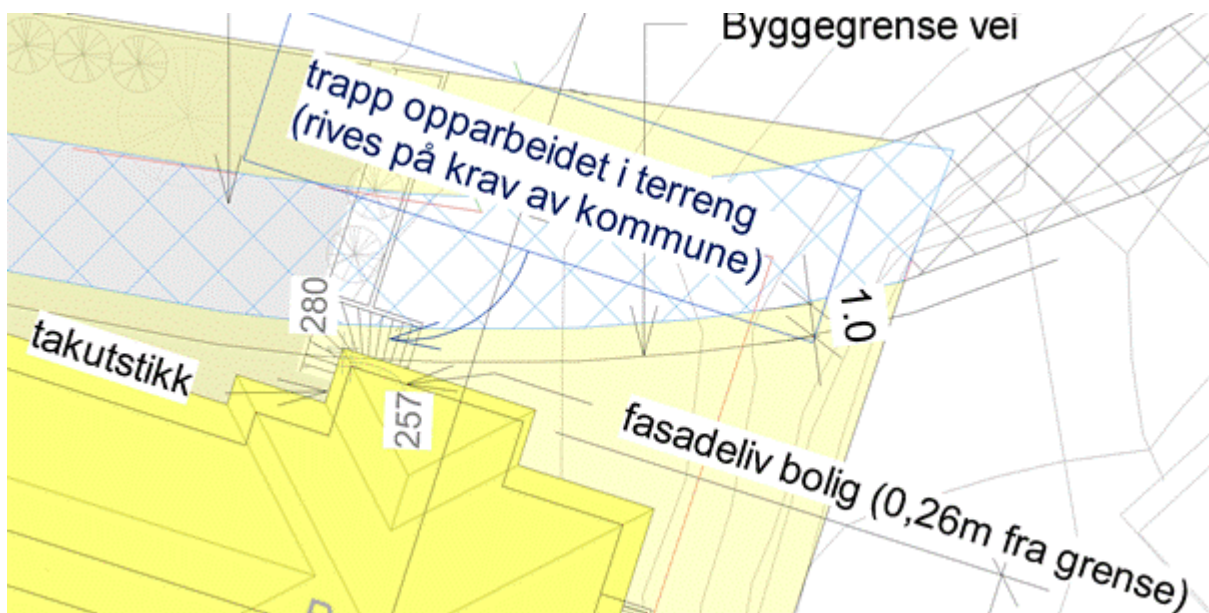 Byggegrense vei
trapp opparbeidet i terreng
(rives på krav av kommune)
280
1.0
takutstikk
257
fasadeliv bolig (0,26m fra grense)